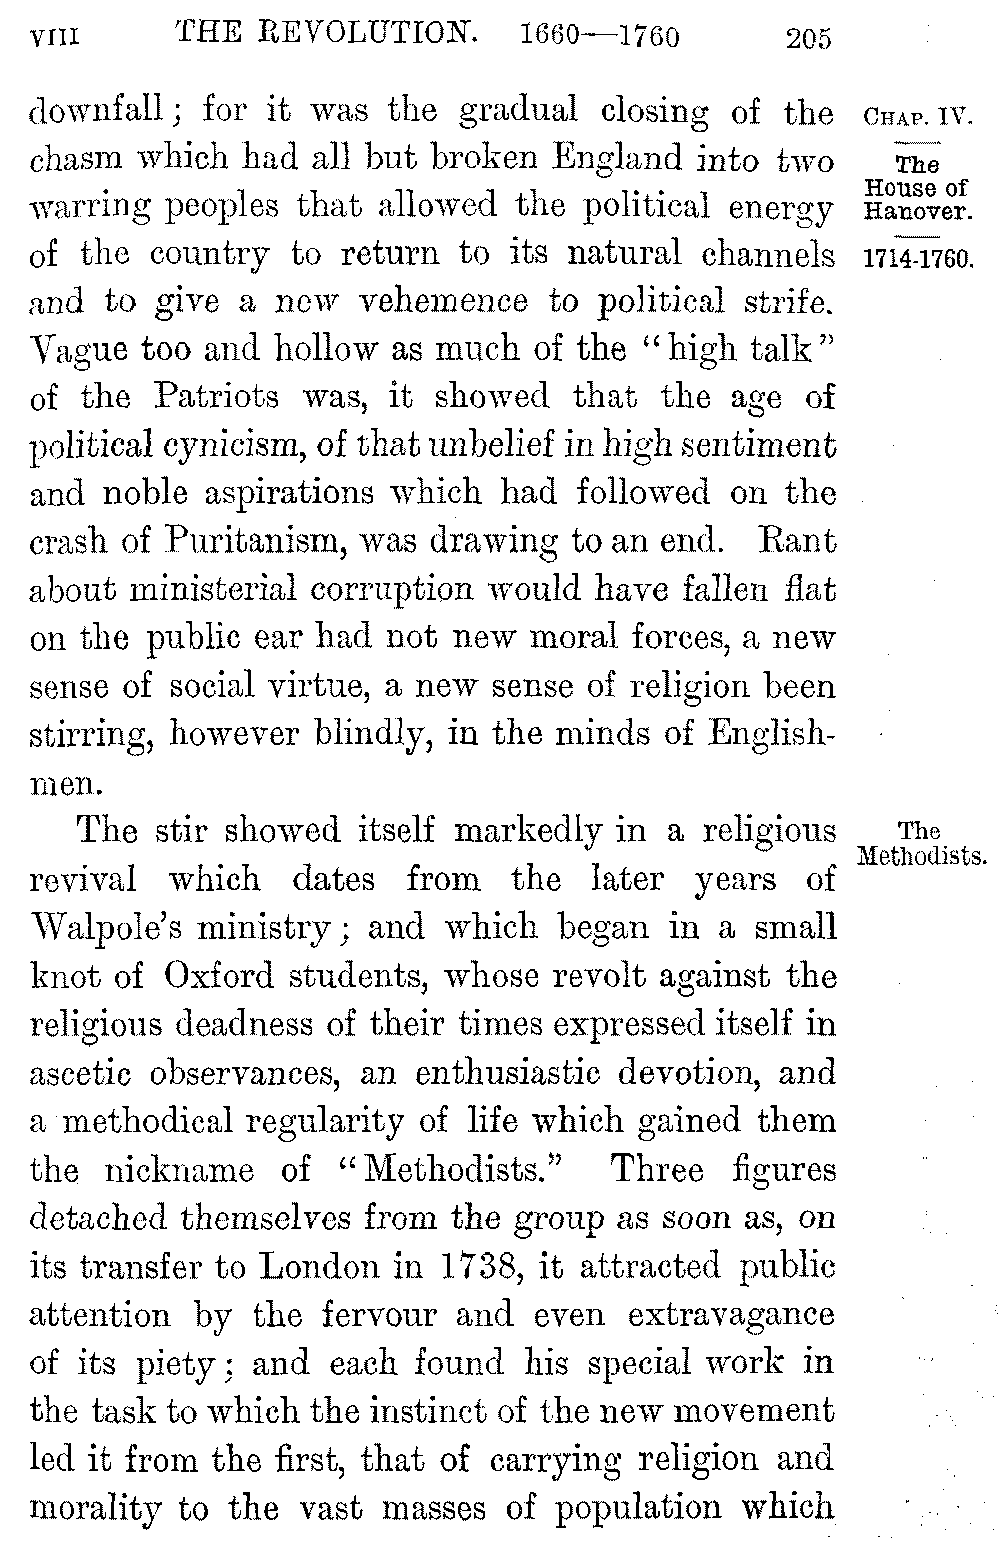 VIII THE REVOLUTION. 1660—1760 205
downfall; for it was the gradual closing of the
chasm which had all but broken England into two
warring peoples that allowed the political energy
of the country to return to its natural channels
and to give a new vehemence to political strife.
Vague too and hollow as much of the “high talk”
of the Patriots was, it showed that the age of
political cynicism, of that unbelief in high sentiment
and noble aspirations which had followed on the
crash of Puritanism, was drawing to an end. Rant
about ministerial corruption would have fallen flat
on the public ear had not new moral forces, a new
sense of social virtue, a new sense of religion been
stirring, however blindly, in the minds of English-
men.
CHAP. IV.
The
House of
Hanover.
1714-1760.
The stir showed itself markedly in a religious
revival which dates from the later years of
Walpole's ministry; and which began in a small
knot of Oxford students, whose revolt against the
religious deadness of their times expressed itself in
ascetic observances, an enthusiastic devotion, and
a methodical regularity of life which gained them
the nickname of “Methodists.” Three figures
detached themselves from the group as soon as, on
its transfer to London in 1738, it attracted public
attention by the fervour and even extravagance
of its piety; and each found his special work in
the task to which the instinct of the new movement
led it from the first, that of carrying religion and
morality to the vast masses of population which
The
Methodists.